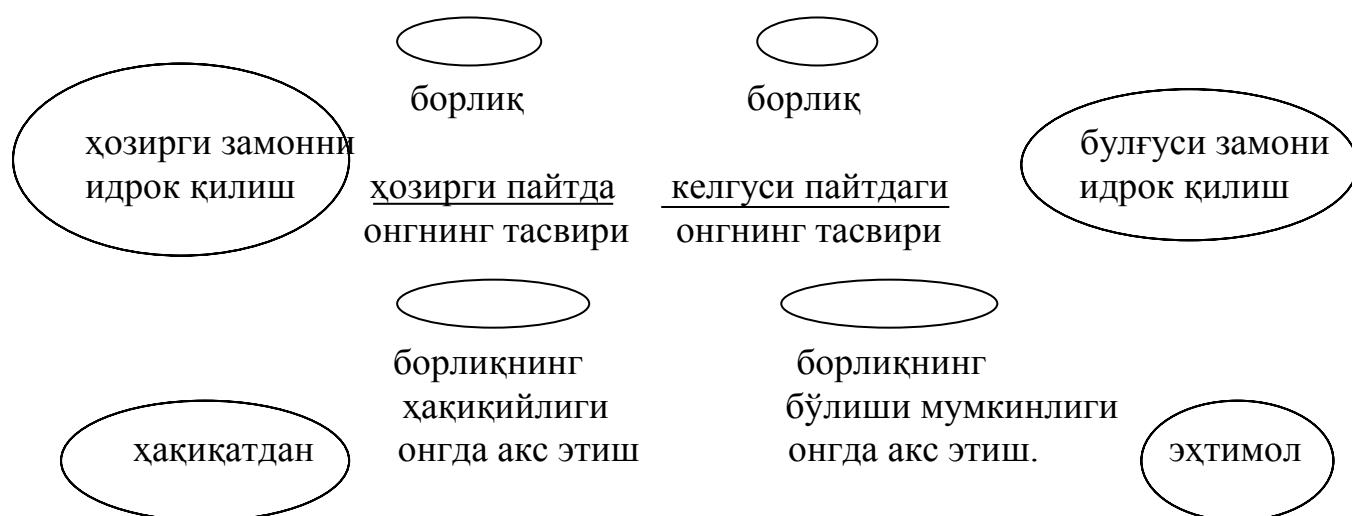 борлиқ
борлиқ
ҳозирги замонни
идрок қилиш
ҳозирги пайтда
онгнинг тасвири
келгуси пайтдаги
онгнинг тасвири
булғуси замони
идрок қилиш
борлиқнинг
ҳақиқийлиги
онгда акс этиш
борлиқнинг
бўлиши мумкинлиги
онгда акс этиш.
ҳақиқатдан
эҳтимол